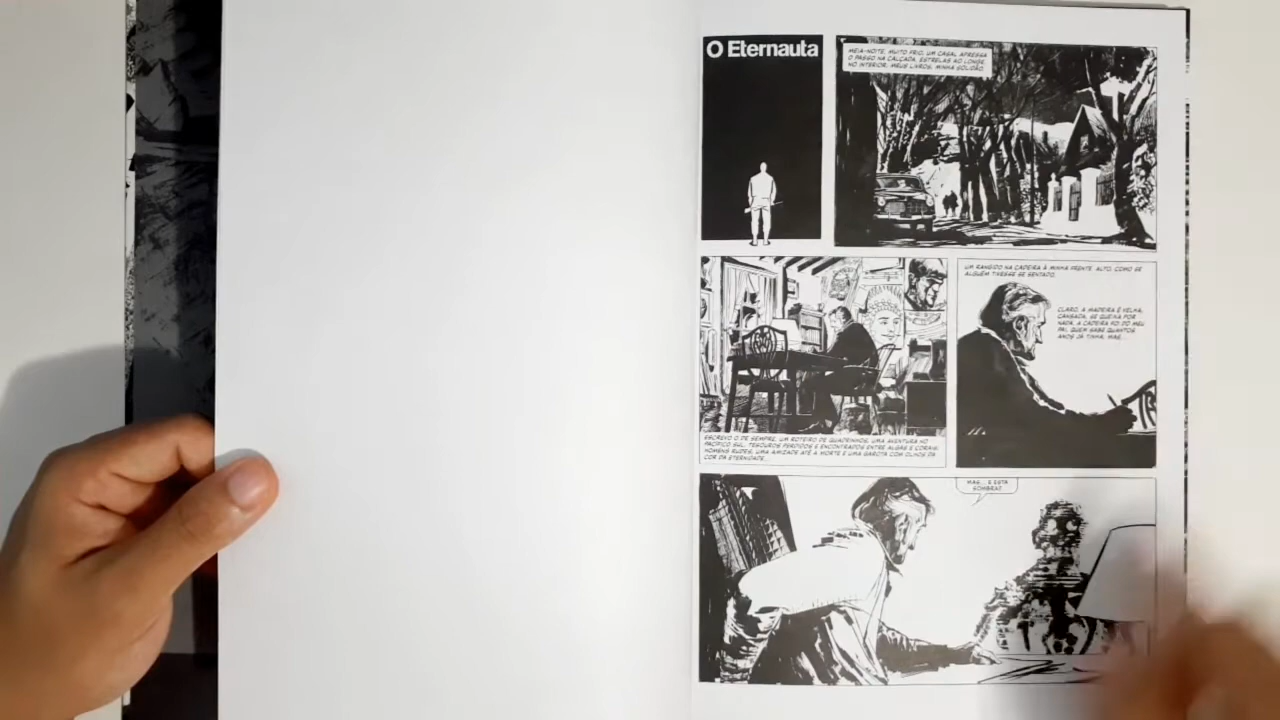 O Eternauta
MEIA-NOITE, MUITO FRIO, UM CASAL APRESSA
O PASSO NA CALÇADA, ESTRELAS AO LONGE.
NO INTERIOR, MEUS LIVROS, MINHA SOLIDÃO.
ESCREVO O DE SEMPRE, UM ROTEIRO DE QUADRINHOS, UMA AVENTURA NO
PACÍFICO SUL, TESOUROS PERDIDOS E ENCONTRADOS ENTRE ALGAS E CORAIS,
HOMENS RUDES, UMA AMIZADE ATÉ A MORTE E UMA GAROTA COM OLHOS DA
COR DA ETERNIDADE...
UM RANGIDO NA CADEIRA À MINHA FRENTE. ALTO, COMO SE
ALGUÉM TIVESSE SE SENTADO.
CLARO, A MADEIRA É VELHA,
CANSADA, SE QUEIXA POR
NADA. A CADEIRA FOI DO MEU
PAI, QUEM SABE QUANTOS
ANOS JÁ TINHA, MAS...
MAS... E ESTA
SOMBRA?